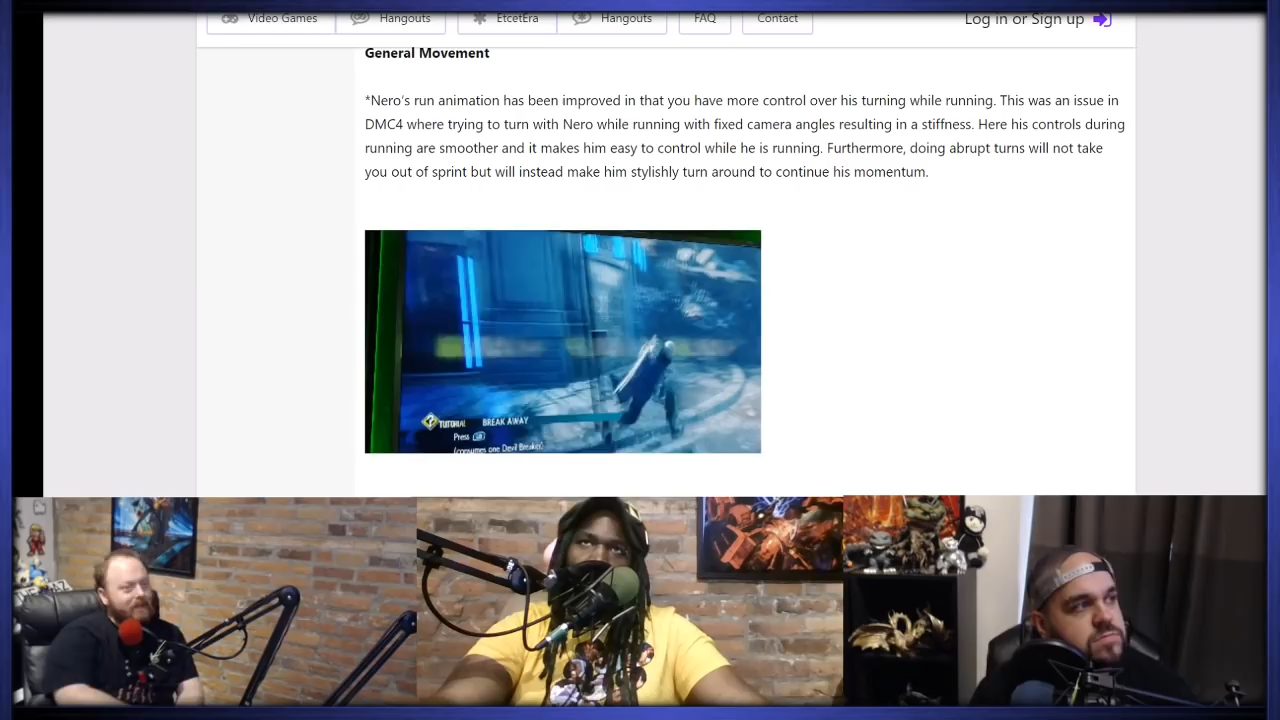 Video Games
Hangouts
EtcetEra
Hangouts
FAQ
Contact
Log in or Sign up
General Movement
*Nero's run animation has been improved in that you have more control over his turning while running. This was an issue in
DMC4 where trying to turn with Nero while running with fixed camera angles resulting in a stiffness. Here his controls during
running are smoother and it makes him easy to control while he is running. Furthermore, doing abrupt turns will not take
you out of sprint but will instead make him stylishly turn around to continue his momentum.
TUTORIAL BREAK AWAY
Press
(consumes one Devil Breaker)